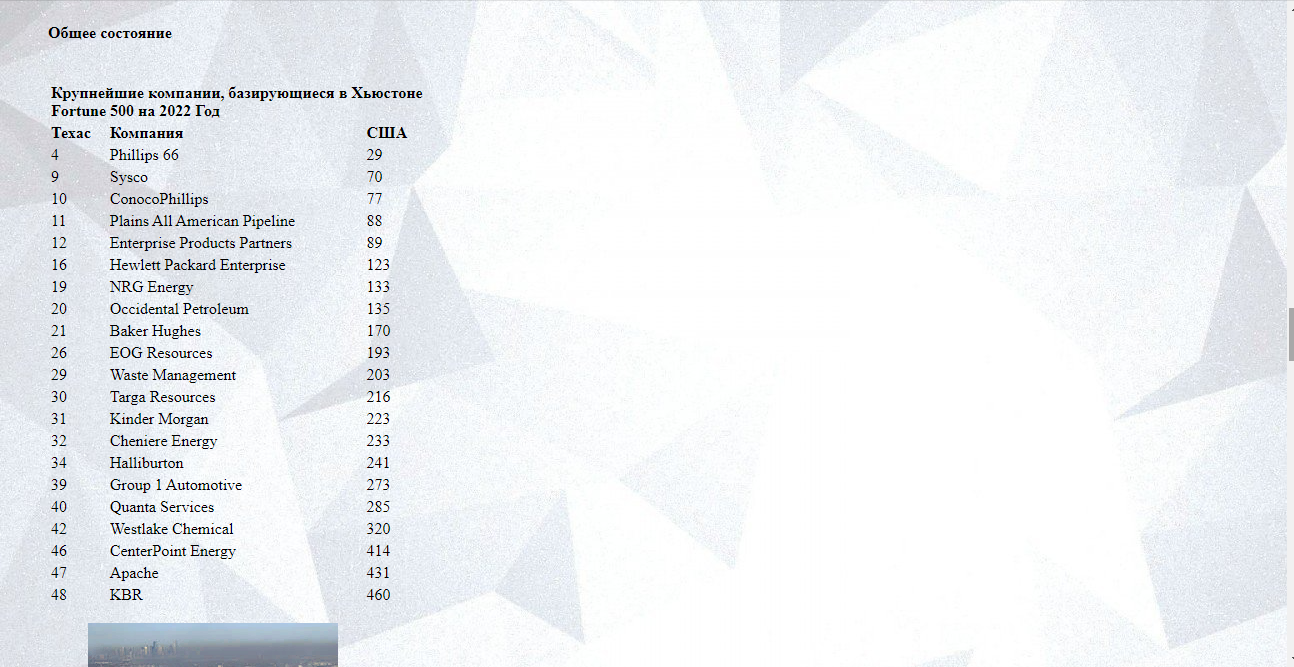 Общее состояние
Крупнейшие компании, базирующиеся в Хьюстоне
Fortune 500 на 2022 Год
Техас Компания США
4 Phillips 66 29
9 Sysco 70
10 ConocoPhillips 77
11 Plains All American Pipeline 88
12 Enterprise Products Partners 89
16 Hewlett Packard Enterprise 123
19 NRG Energy 133
20 Occidental Petroleum 135
21 Baker Hughes 170
26 EOG Resources 193
29 Waste Management 203
30 Targa Resources 216
31 Kinder Morgan 223
32 Cheniere Energy 233
34 Halliburton 241
39 Group 1 Automotive 273
40 Quanta Services 285
42 Westlake Chemical 320
46 CenterPoint Energy 414
47 Apache 431
48 KBR 460